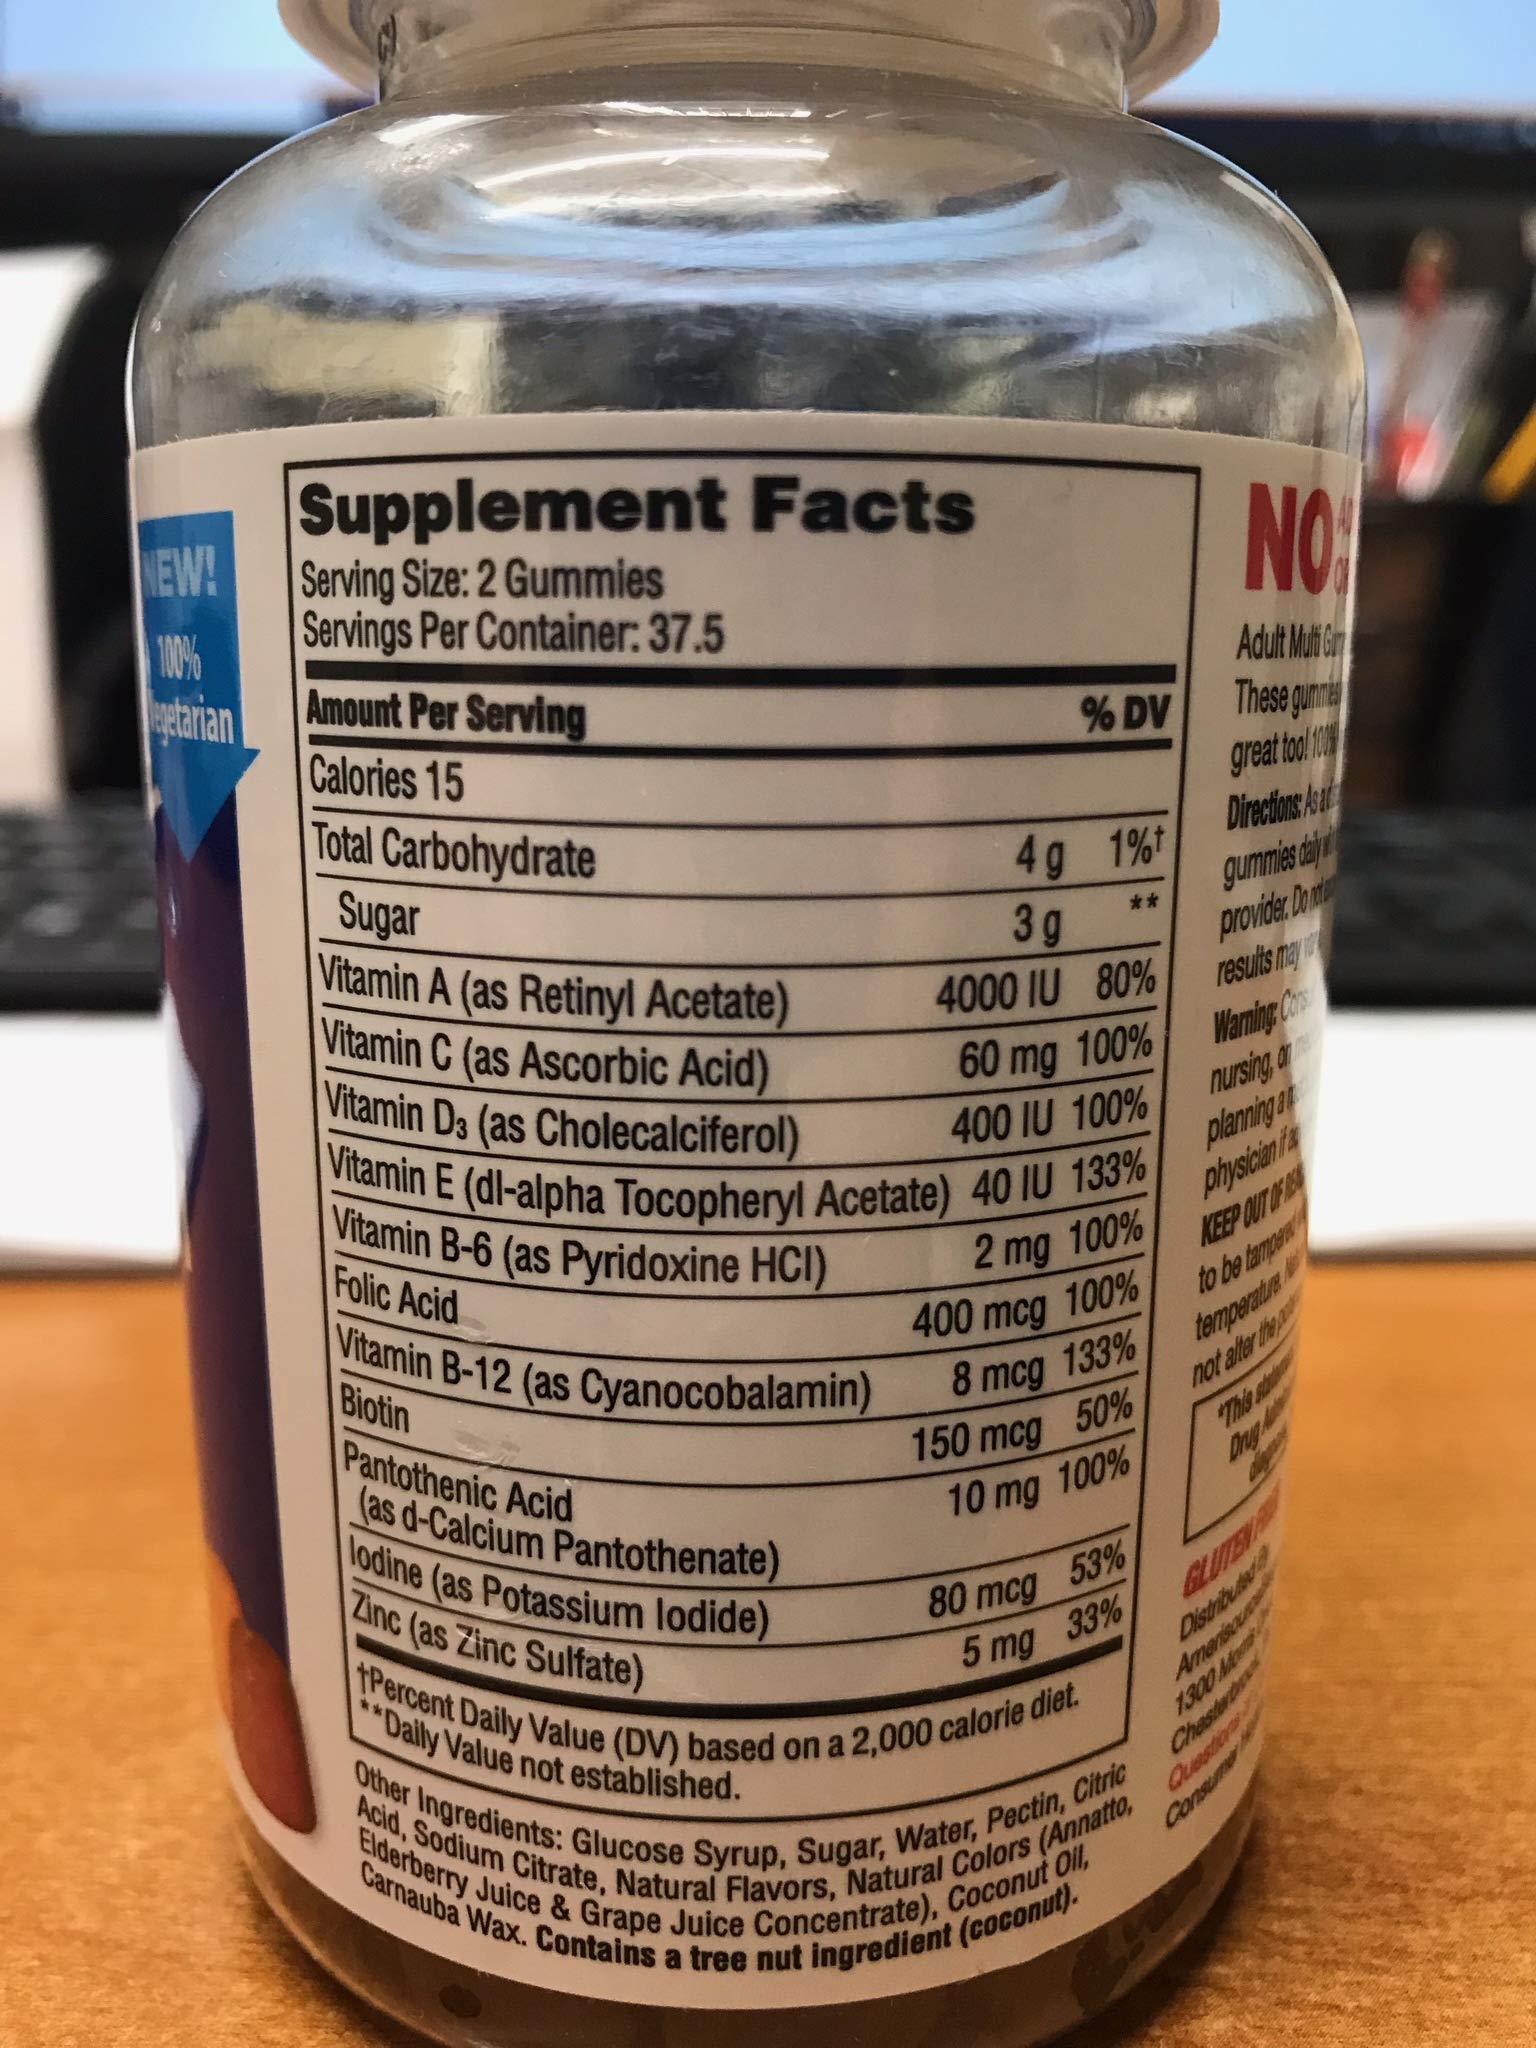 NEW!
100%
Vegetarian
Supplement Facts
Serving Size: 2 Gummies
Servings Per Container: 37.5
Amount Per Serving % DV
Calories 15
Total Carbohydrate 4 g 1%†
Sugar 3 g **
Vitamin A (as Retinyl Acetate) 4000 IU 80%
Vitamin C (as Ascorbic Acid) 60 mg 100%
Vitamin D3 (as Cholecalciferol) 400 IU 100%
Vitamin E (dl-alpha Tocopheryl Acetate) 40 IU 133%
Vitamin B-6 (as Pyridoxine HCl) 2 mg 100%
Folic Acid 400 mcg 100%
Vitamin B-12 (as Cyanocobalamin) 8 mcg 133%
Biotin 150 mcg 50%
Pantothenic Acid 10 mg 100%
(as d-Calcium Pantothenate)
Iodine (as Potassium Iodide) 80 mcg 53%
Zinc (as Zinc Sulfate) 5 mg 33%
†Percent Daily Value (DV) based on a 2,000 calorie diet.
**Daily Value not established.
Other Ingredients: Glucose Syrup, Sugar, Water, Pectin, Citric
Acid, Sodium Citrate, Natural Flavors, Natural Colors (Annatto,
Elderberry Juice & Grape Juice Concentrate), Coconut Oil,
Carnauba Wax. Contains a tree nut ingredient (coconut).
NO
Adult Multi
These gummies
great too! 100%
Directions: As a
gummies daily
provider. Do not
results may
Warning:
nursing, on
planning a
physician if
KEEP OUT OF
to be tampered
temperature.
not alter the
*This
Drug
GLUTEN
Distributed By
1300 Morris
Questions
Consumer